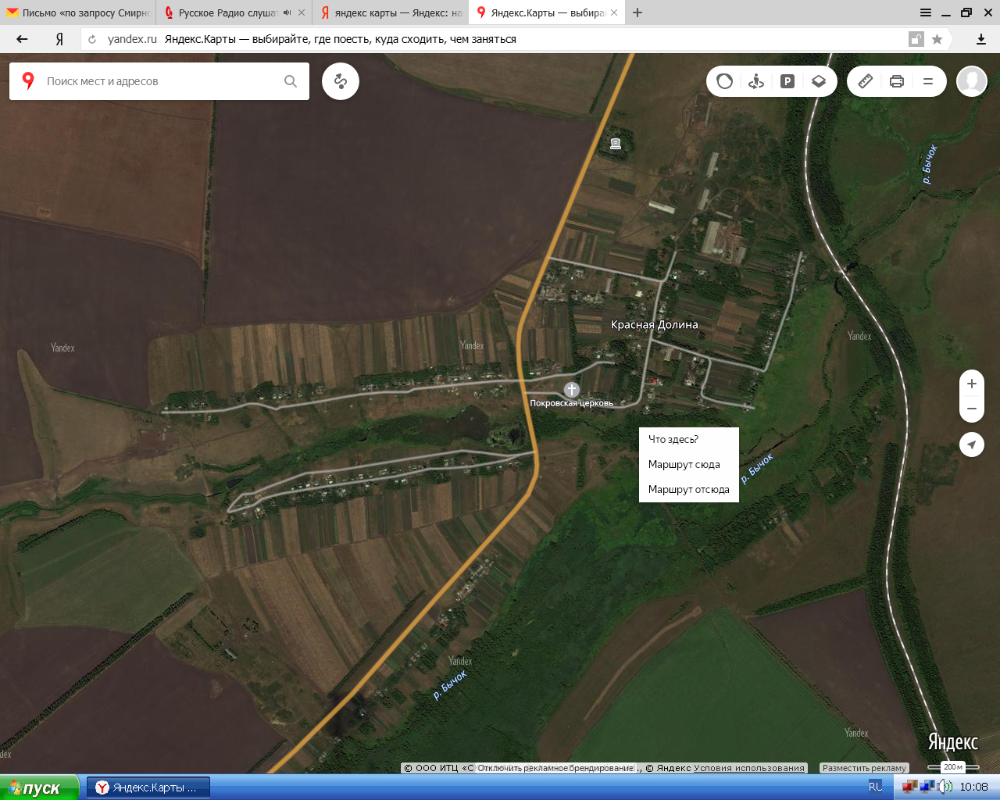 Письмо «по запросу Смирно
Русское Радио слушат
яндекс карты — Яндекс: на
Яндекс.Карты — выбира
Я
yandex.ru
Яндекс.Карты — выбирайте, где поесть, куда сходить, чем заняться
Поиск мест и адресов
P
р. Бычок
Красная Долина
Yandex
Yandex
Yandex
Покровская церковь
Что здесь?
Маршрут сюда
Маршрут отсюда
р. Бычок
Yandex
р. Бычок
Yandex
Яндекс
dex
© ООО ИТЦ «С
Отключить рекламное брендирование
., © Яндекс Условия использования
Разместить рекламу
200 м
пуск
Яндекс.Карты ...
RU
10:08